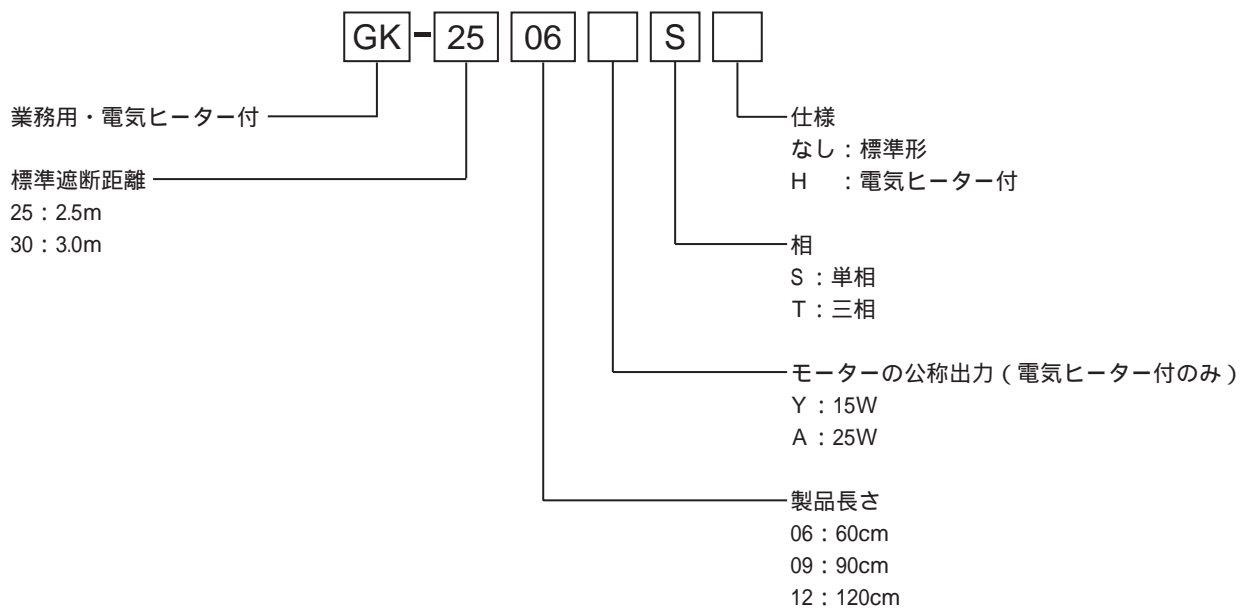 GK-25 06 S
業務用・電気ヒーター付
標準遮断距離
25：2.5m
30：3.0m
仕様
なし：標準形
H ：電気ヒーター付
相
S：単相
T：三相
モーターの公称出力（電気ヒーター付のみ）
Y：15W
A：25W
製品長さ
06：60cm
09：90cm
12：120cm